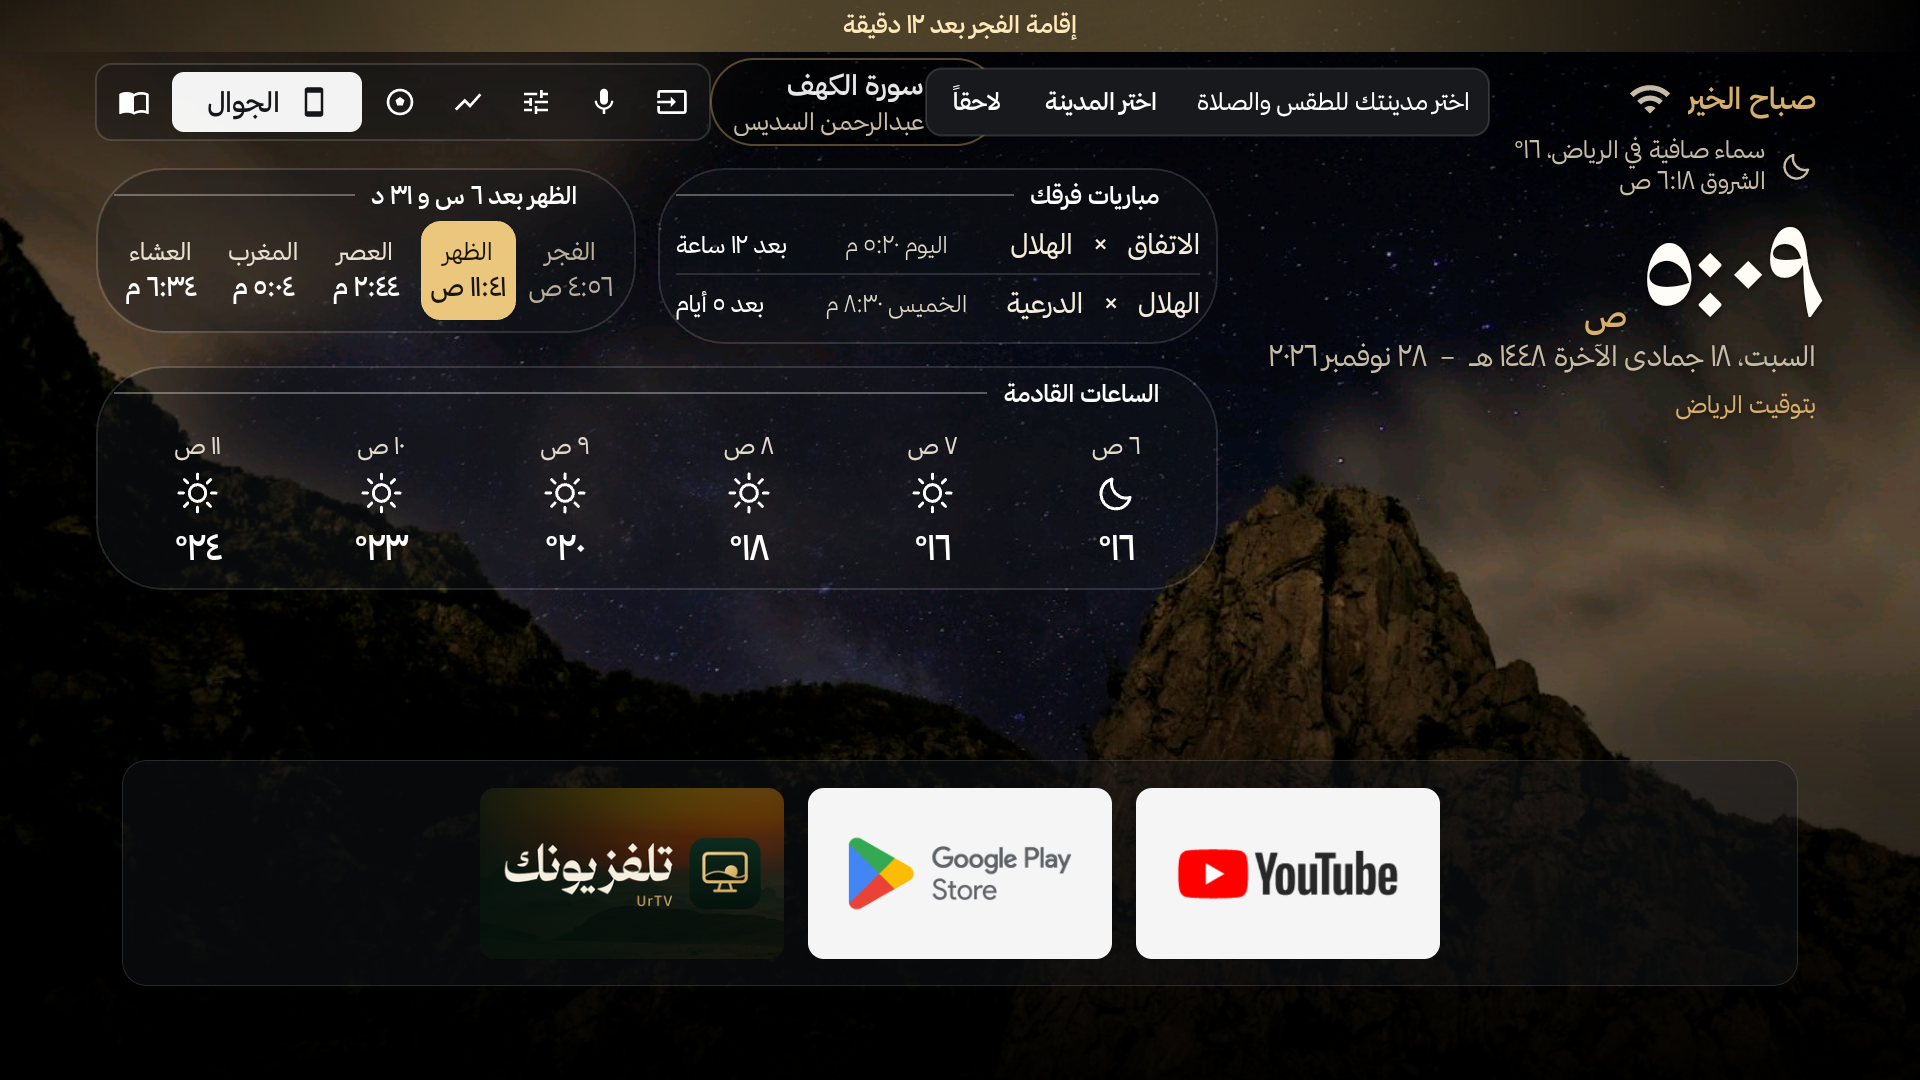 إقامة الفجر بعد ١٢ دقيقة
صباح الخير
سماء صافية في الرياض، ١٦°
الشروق ٦:١٨ ص
٥:٠٩ ص
السبت، ١٨ جمادى الآخرة ١٤٤٨ هـ – ٢٨ نوفمبر ٢٠٢٦
بتوقيت الرياض
اختر مدينتك للطقس والصلاة اختر المدينة لاحقاً
سورة الكهف
عبدالرحمن السديس
الجوال
مباريات فرقك
الاتفاق × الهلال اليوم ٥:٢٠ م بعد ١٢ ساعة
الهلال × الدرعية الخميس ٨:٣٠ م بعد ٥ أيام
الظهر بعد ٦ س و ٣١ د
الفجر الظهر العصر المغرب العشاء
٤:٥٦ ص ١١:٤١ ص ٢:٤٤ م ٥:٠٤ م ٦:٣٤ م
الساعات القادمة
٦ ص ٧ ص ٨ ص ٩ ص ١٠ ص ١١ ص
١٦° ١٦° ١٨° ٢٠° ٢٣° ٢٤°
YouTube
Google Play
Store
تلفزيونك
UrTV